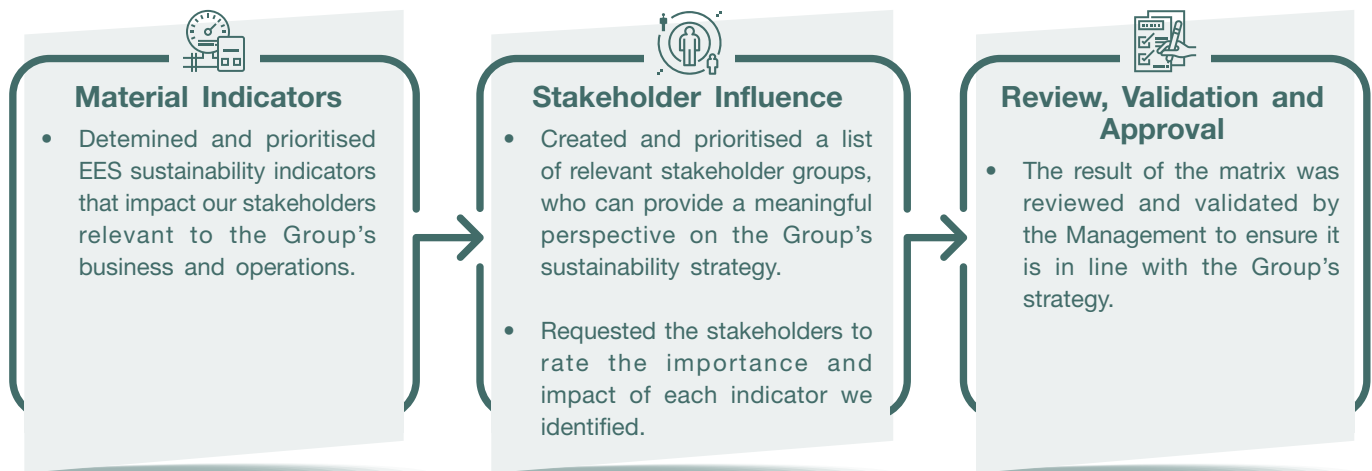 Material Indicators
• Detemined and prioritised
EES sustainability indicators
that impact our stakeholders
relevant to the Group's
business and operations.
Stakeholder Influence
• Created and prioritised a list
of relevant stakeholder groups,
who can provide a meaningful
perspective on the Group's
sustainability strategy.
• Requested the stakeholders to
rate the importance and
impact of each indicator we
identified.
Review, Validation and
Approval
• The result of the matrix was
reviewed and validated by
the Management to ensure it
is in line with the Group's
strategy.